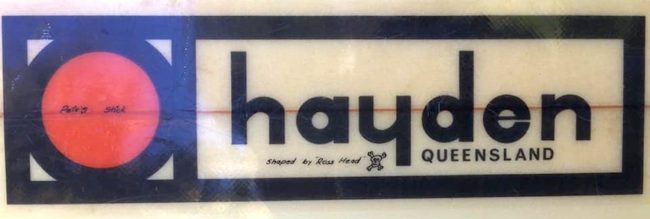 Pete's Stick
hayden
QUEENSLAND
Shaped by "Ross Head"